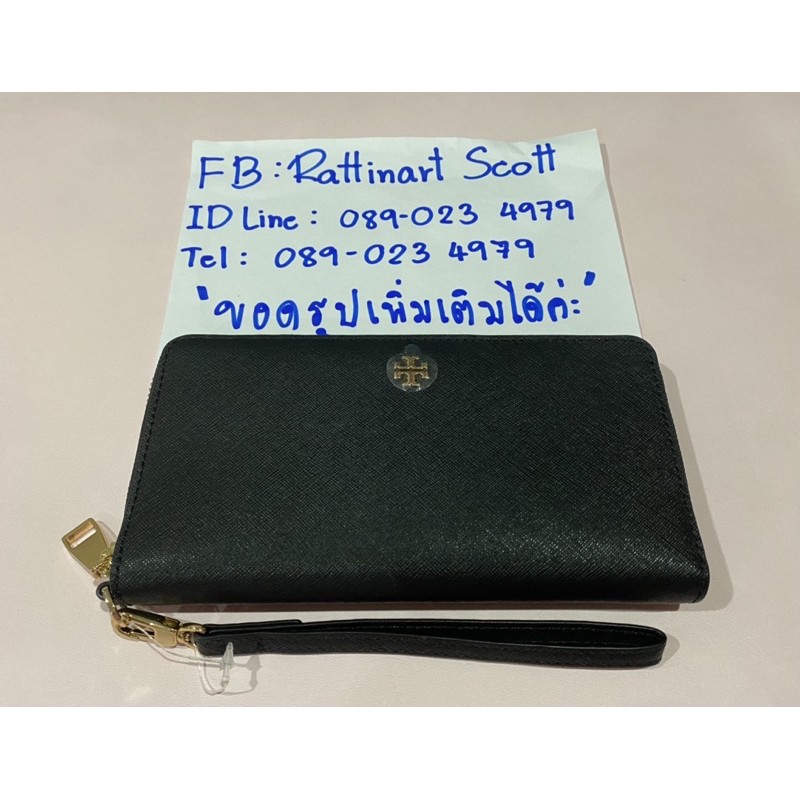 FB: Rattinart Scott
ID Line: 089-023 4979
Tel: 089-023 4979
"ขอดูรูปเพิ่มเติมได้ค่ะ"